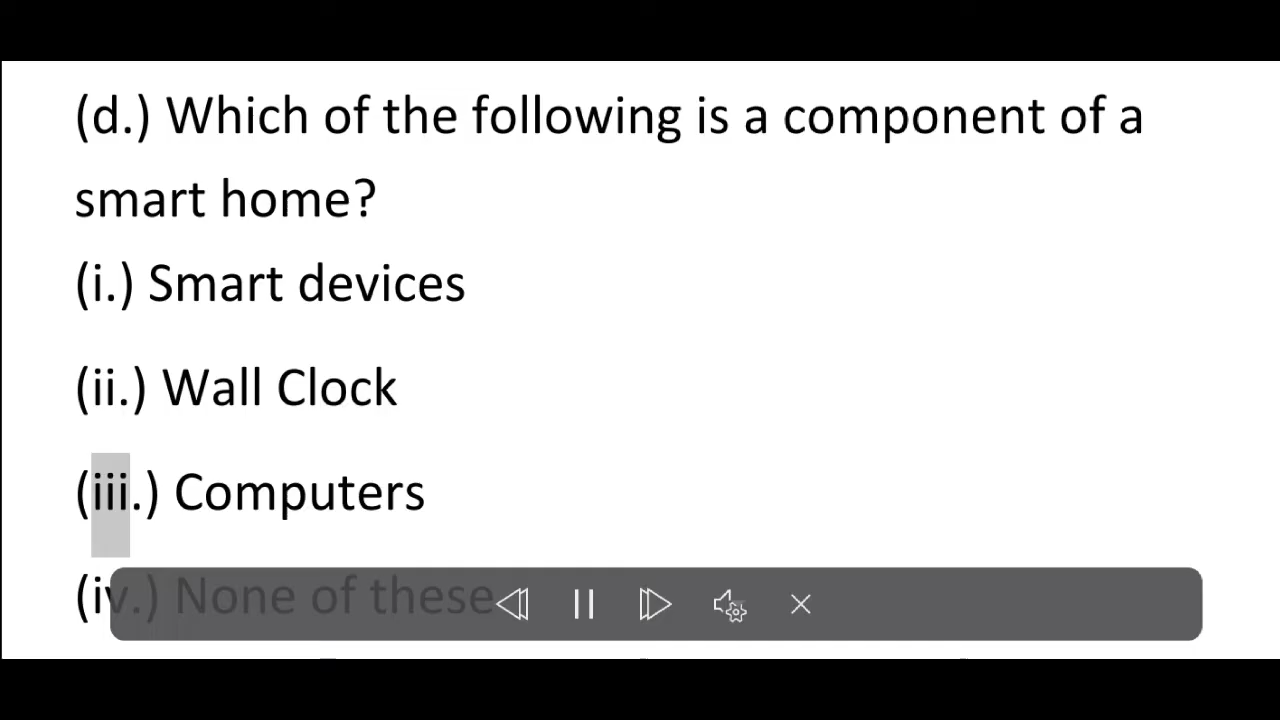 (d.) Which of the following is a component of a
smart home?
(i.) Smart devices
(ii.) Wall Clock
(iii.) Computers
(iv.) None of these